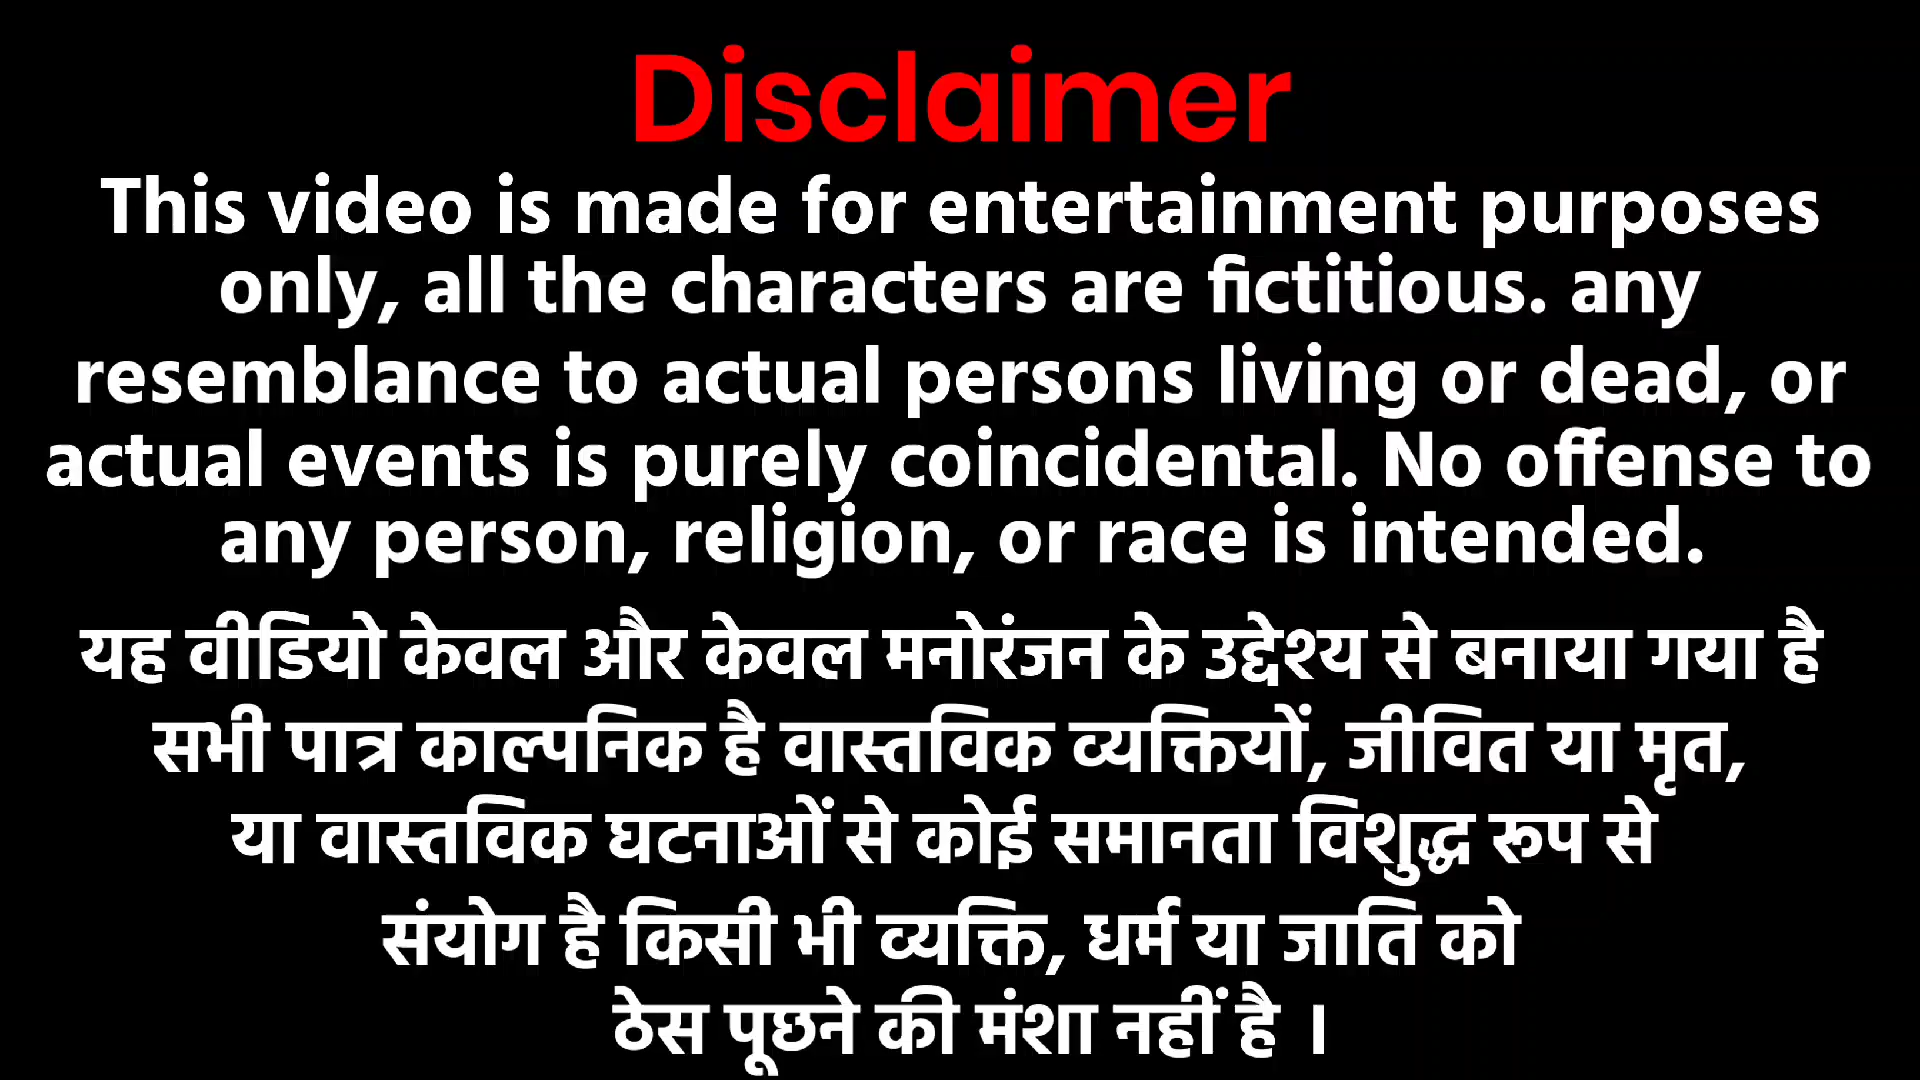 Disclaimer
This video is made for entertainment purposes
only, all the characters are fictitious. any
resemblance to actual persons living or dead, or
actual events is purely coincidental. No offense to
any person, religion, or race is intended.
यह वीडियो केवल और केवल मनोरंजन के उद्देश्य से बनाया गया है
सभी पात्र काल्पनिक है वास्तविक व्यक्तियों, जीवित या मृत,
या वास्तविक घटनाओं से कोई समानता विशुद्ध रूप से
संयोग है किसी भी व्यक्ति, धर्म या जाति को
ठेस पूछने की मंशा नहीं है ।